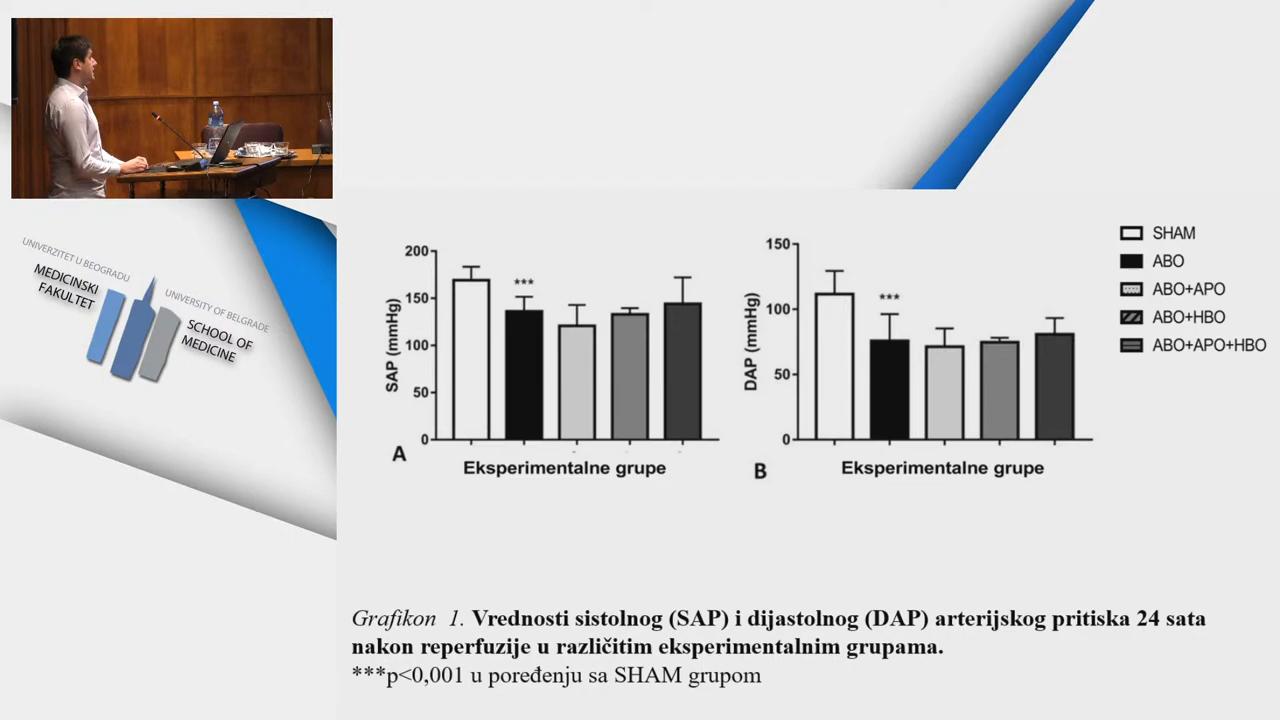 UNIVERZITET U BEOGRADU
MEDICINSKI
FAKULTET
UNIVERSITY OF BELGRADE
SCHOOL OF
MEDICINE
200
150
100
50
0
SAP (mmHg)
***
A
Eksperimentalne grupe
150
100
50
0
DAP (mmHg)
***
B
Eksperimentalne grupe
SHAM
ABO
ABO+APO
ABO+HBO
ABO+APO+HBO
Grafikon 1. Vrednosti sistolnog (SAP) i dijastolnog (DAP) arterijskog pritiska 24 sata
nakon reperfuzije u različitim eksperimentalnim grupama.
***p<0,001 u poređenju sa SHAM grupom